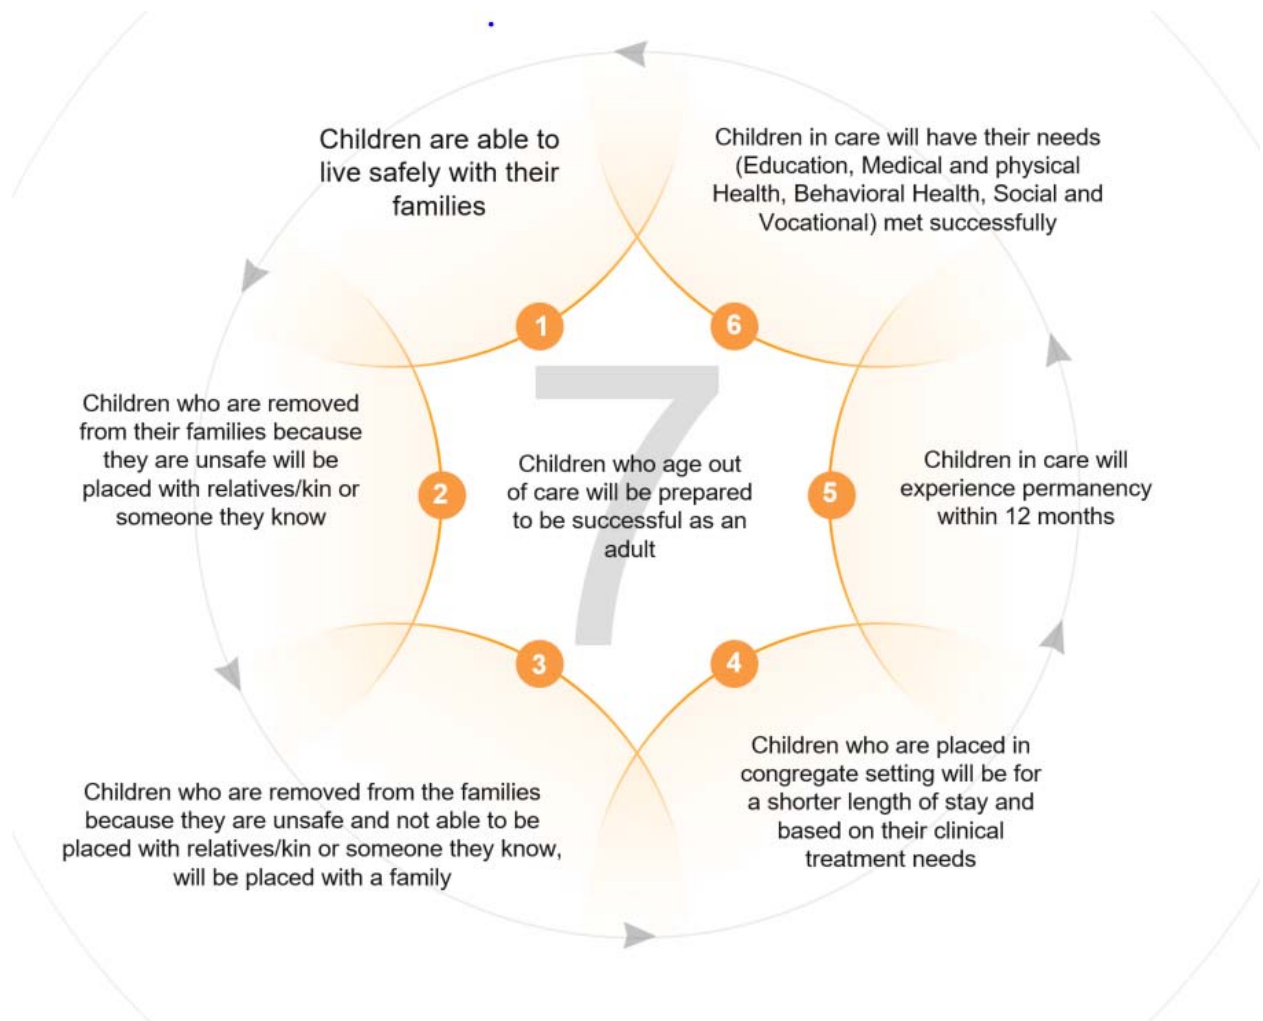 Children are able to
live safely with their
families
1
Children who are removed
from their families because
they are unsafe will be
placed with relatives/kin or
someone they know
2
Children who are removed from the families
because they are unsafe and not able to be
placed with relatives/kin or someone they know,
will be placed with a family
3
Children who are placed in
congregate setting will be for
a shorter length of stay and
based on their clinical
treatment needs
4
Children in care will
experience permanency
within 12 months
5
Children in care will have their needs
(Education, Medical and physical
Health, Behavioral Health, Social and
Vocational) met successfully
6
7
Children who age out
of care will be prepared
to be successful as an
adult